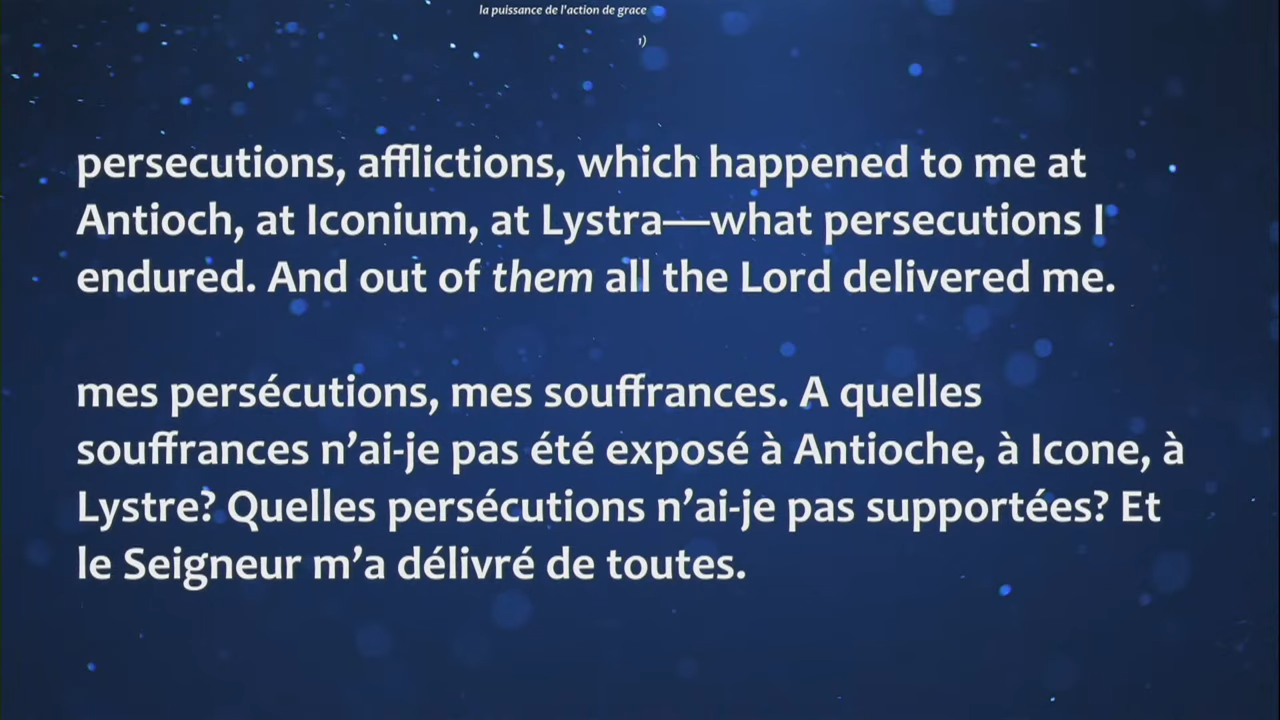 la puissance de l'action de grace
1)
persecutions, afflictions, which happened to me at
Antioch, at Iconium, at Lystra—what persecutions I
endured. And out of them all the Lord delivered me.
mes persécutions, mes souffrances. A quelles
souffrances n’ai-je pas été exposé à Antioche, à Icone, à
Lystre? Quelles persécutions n’ai-je pas supportées? Et
le Seigneur m’a délivré de toutes.